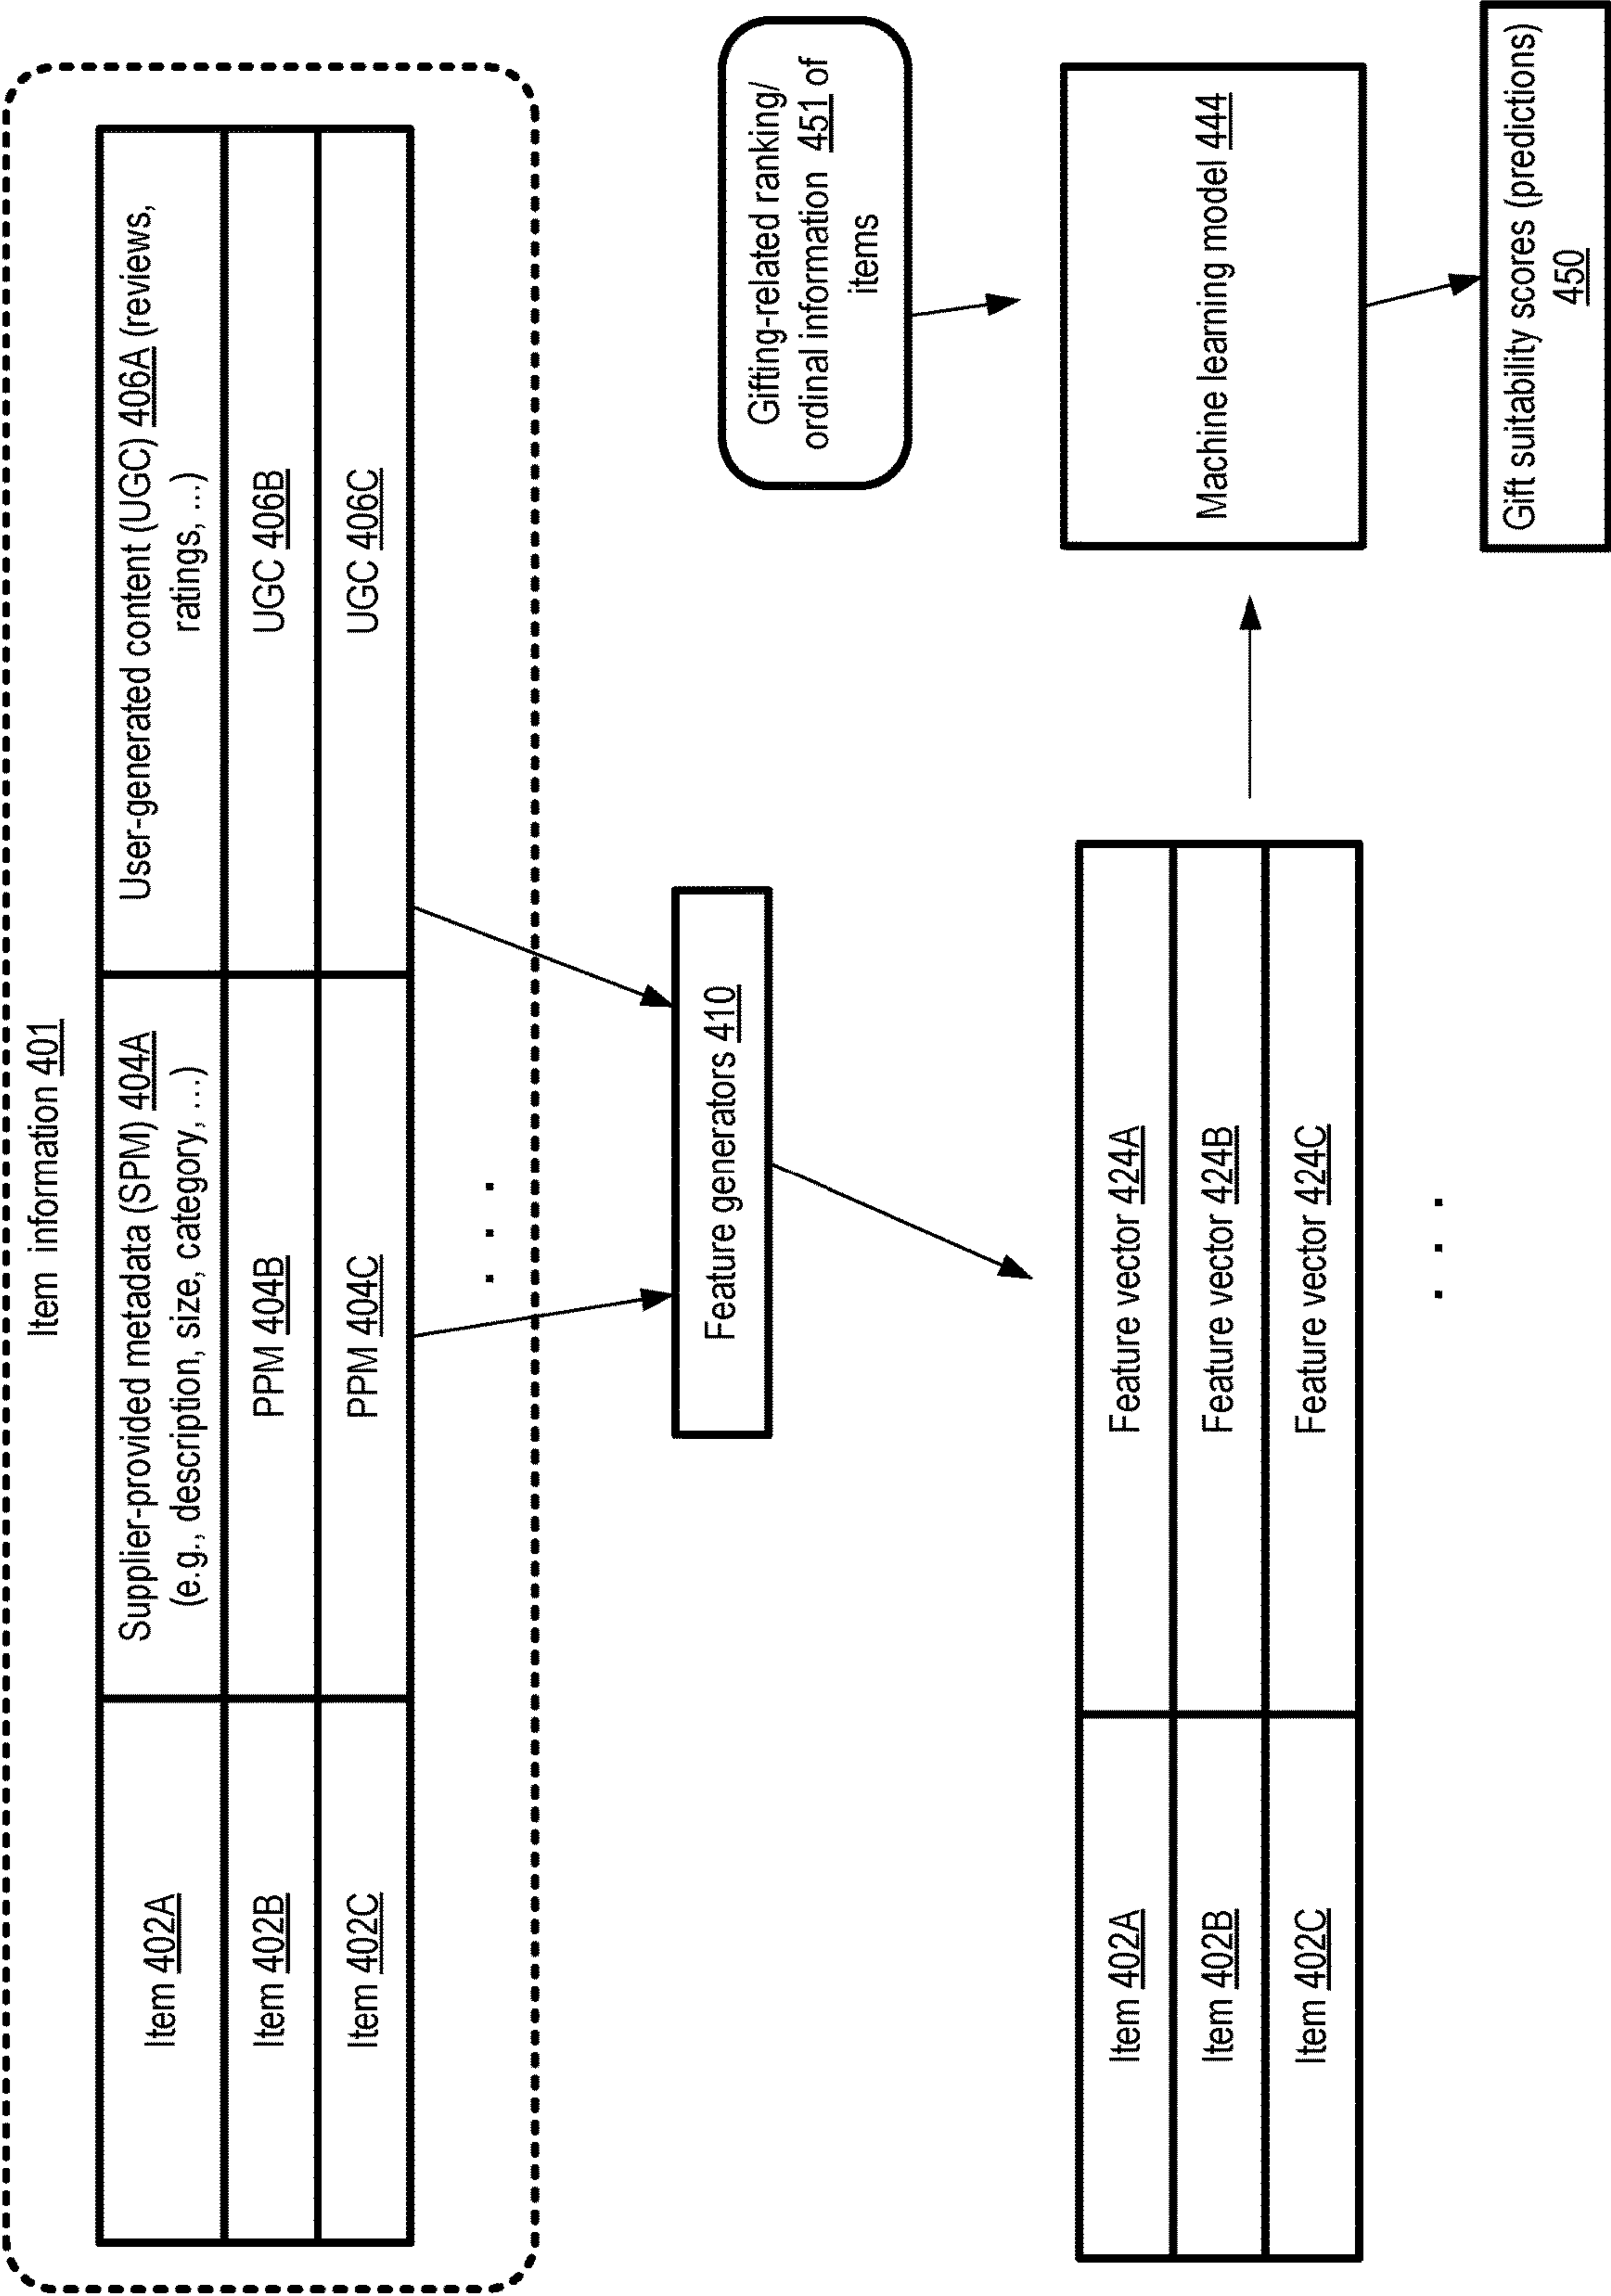 Item information 401
Item 402A
Supplier-provided metadata (SPM) 404A
(e.g., description, size, category, ...)
User-generated content (UGC) 406A (reviews,
ratings, ...)
Item 402B
PPM 404B
UGC 406B
Item 402C
PPM 404C
UGC 406C
. . .
Feature generators 410
Gifting-related ranking/
ordinal information 451 of
items
Item 402A
Feature vector 424A
Item 402B
Feature vector 424B
Item 402C
Feature vector 424C
. . .
Machine learning model 444
Gift suitability scores (predictions)
450